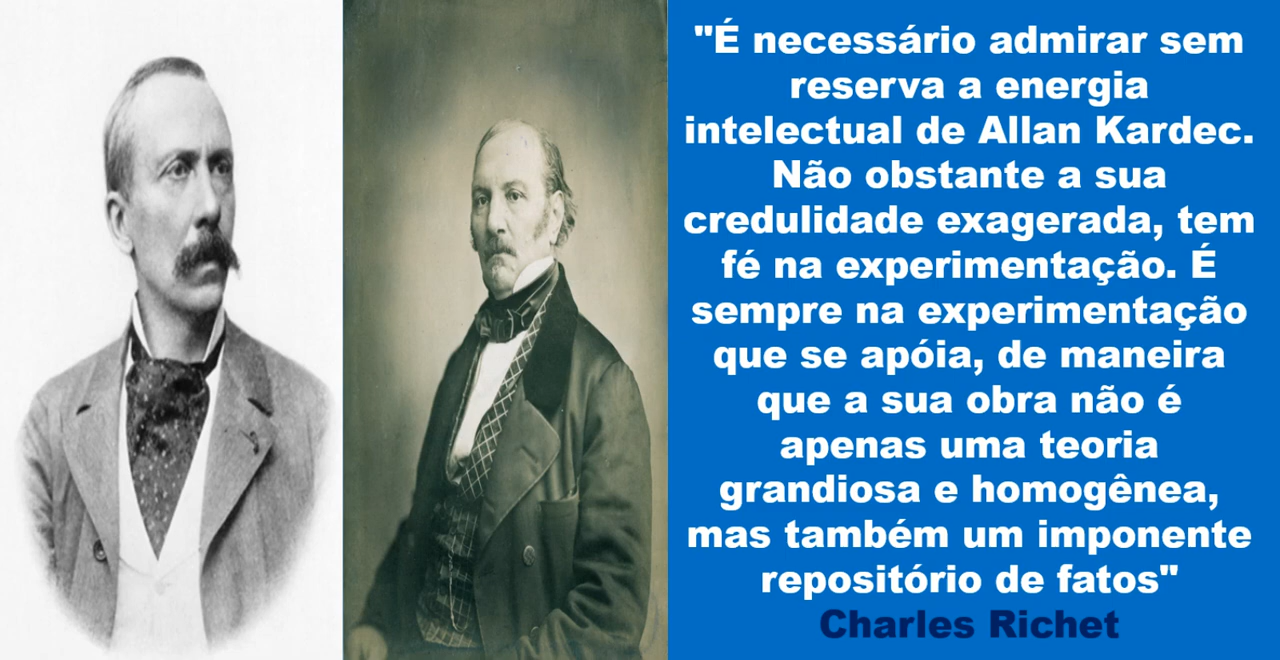 "É necessário admirar sem
reserva a energia
intelectual de Allan Kardec.
Não obstante a sua
credulidade exagerada, tem
fé na experimentação. É
sempre na experimentação
que se apóia, de maneira
que a sua obra não é
apenas uma teoria
grandiosa e homogênea,
mas também um imponente
repositório de fatos"
Charles Richet